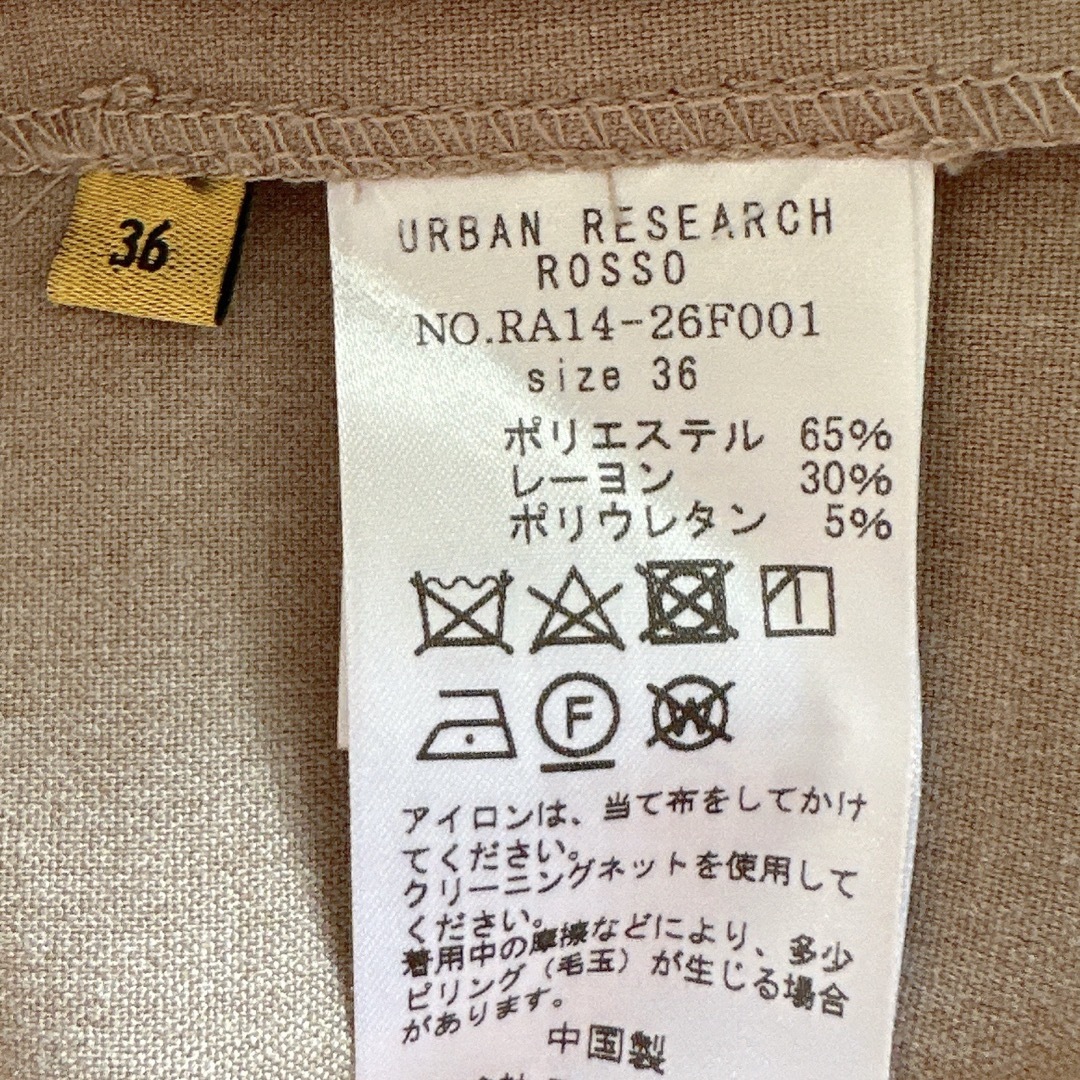 36
URBAN RESEARCH
ROSSO
NO.RA14-26F001
size 36
ポリエステル 65%
レーヨン 30%
ポリウレタン 5%
F
W
アイロンは、当て布をしてかけ
てください。
クリーニングネットを使用して
ください。
着用中の摩擦などにより、多少
ピリング(毛玉)が生じる場合
があります。
中国製